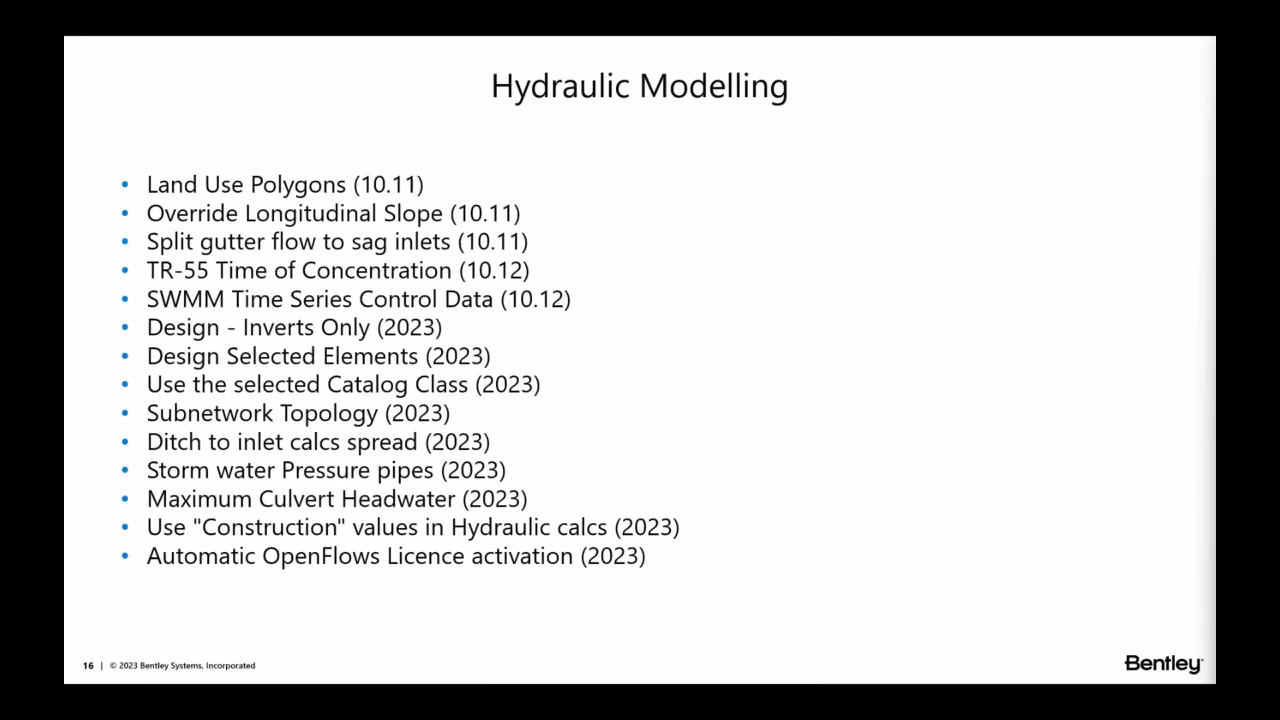 Hydraulic Modelling
• Land Use Polygons (10.11)
• Override Longitudinal Slope (10.11)
• Split gutter flow to sag inlets (10.11)
• TR-55 Time of Concentration (10.12)
• SWMM Time Series Control Data (10.12)
• Design - Inverts Only (2023)
• Design Selected Elements (2023)
• Use the selected Catalog Class (2023)
• Subnetwork Topology (2023)
• Ditch to inlet calcs spread (2023)
• Storm water Pressure pipes (2023)
• Maximum Culvert Headwater (2023)
• Use "Construction" values in Hydraulic calcs (2023)
• Automatic OpenFlows Licence activation (2023)
16 | © 2023 Bentley Systems, Incorporated
Bentley